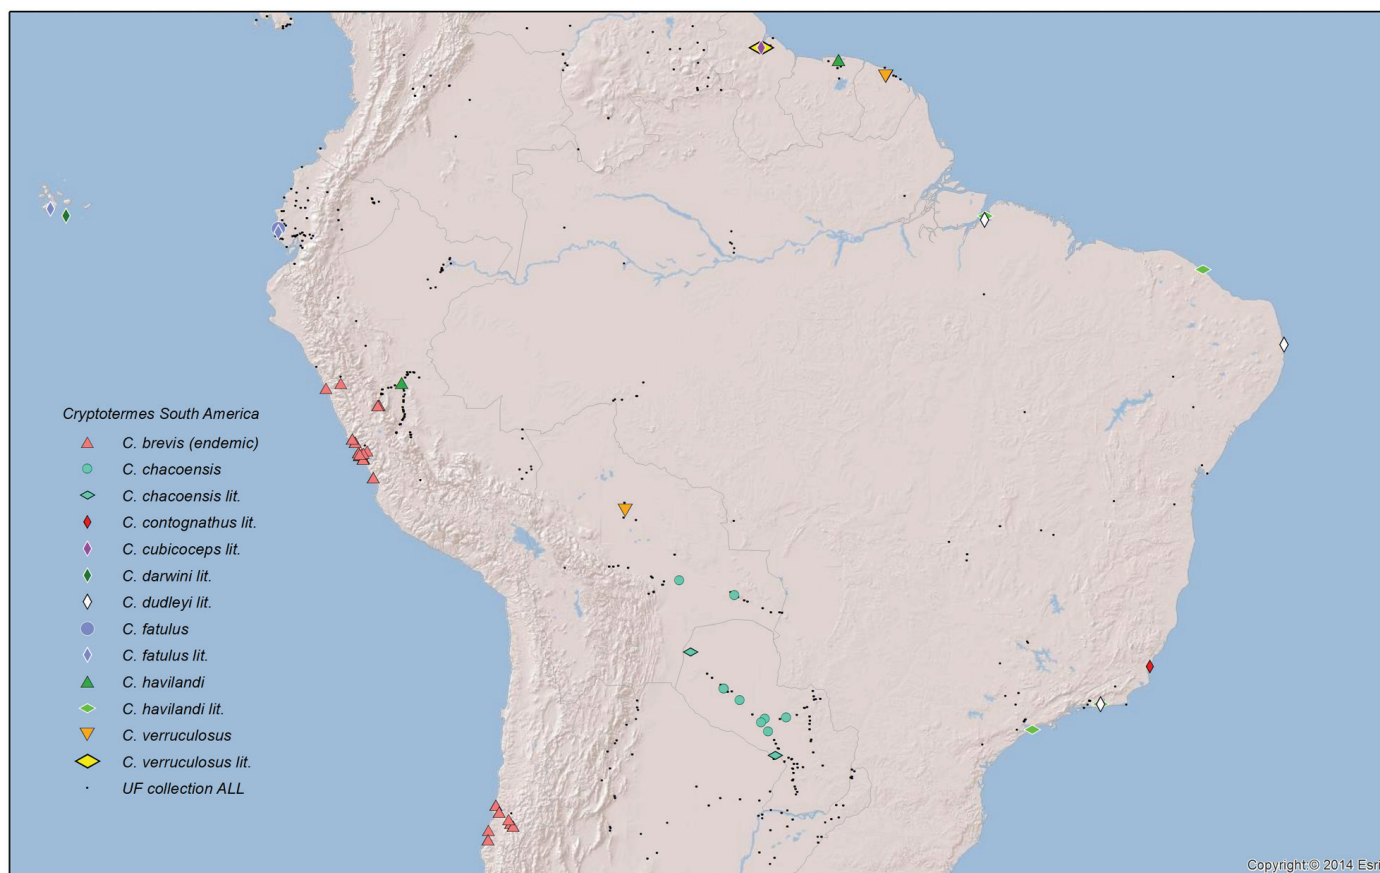 Cryptotermes South America
C. brevis (endemic)
C. chacoensis
C. chacoensis lit.
C. contognathus lit.
C. cubicoceps lit.
C. darwini lit.
C. dudleyi lit.
C. fatulus
C. fatulus lit.
C. havilandi
C. havilandi lit.
C. verruculosus
C. verruculosus lit.
UF collection ALL
Copyright:© 2014 Esri